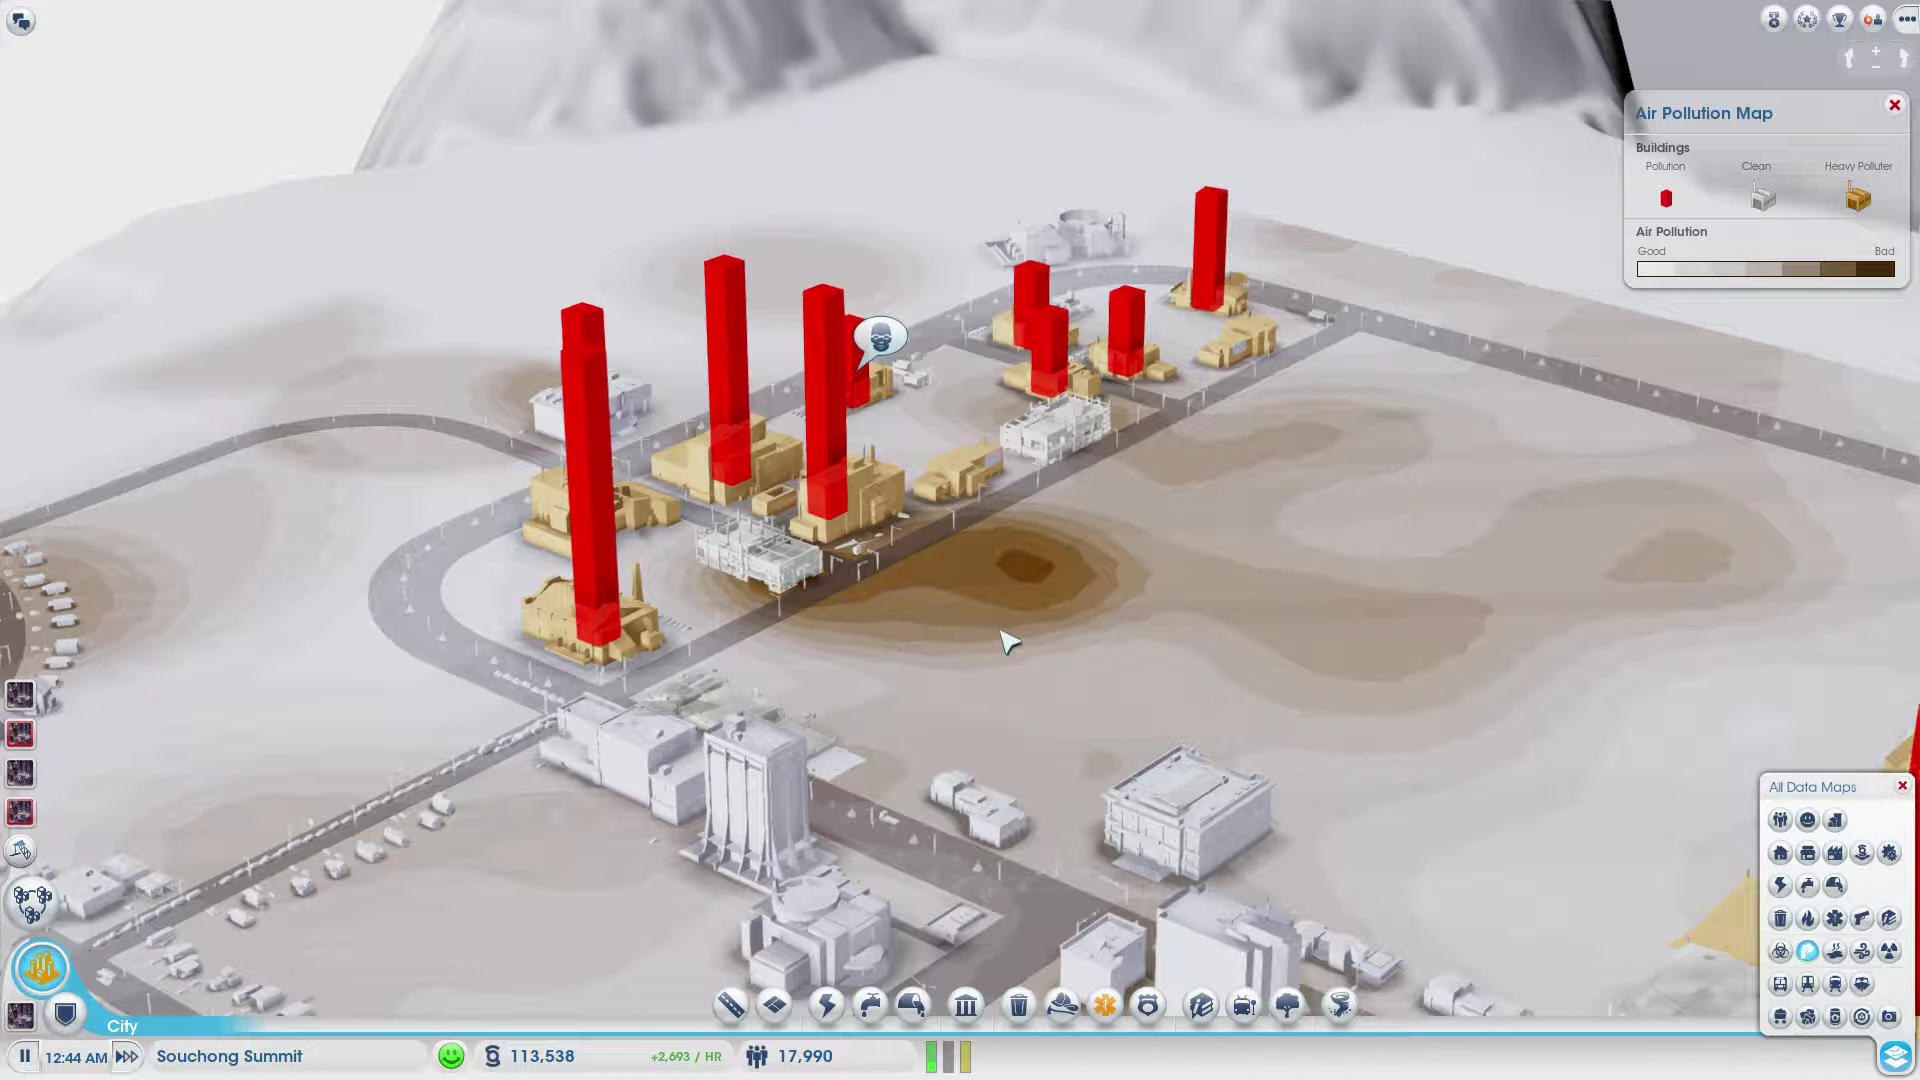 Air Pollution Map
Buildings
Pollution Clean Heavy Polluter
Air Pollution
Good Bad
All Data Maps
City
12:44 AM Souchong Summit 113,538 +2,693 / HR 17,990